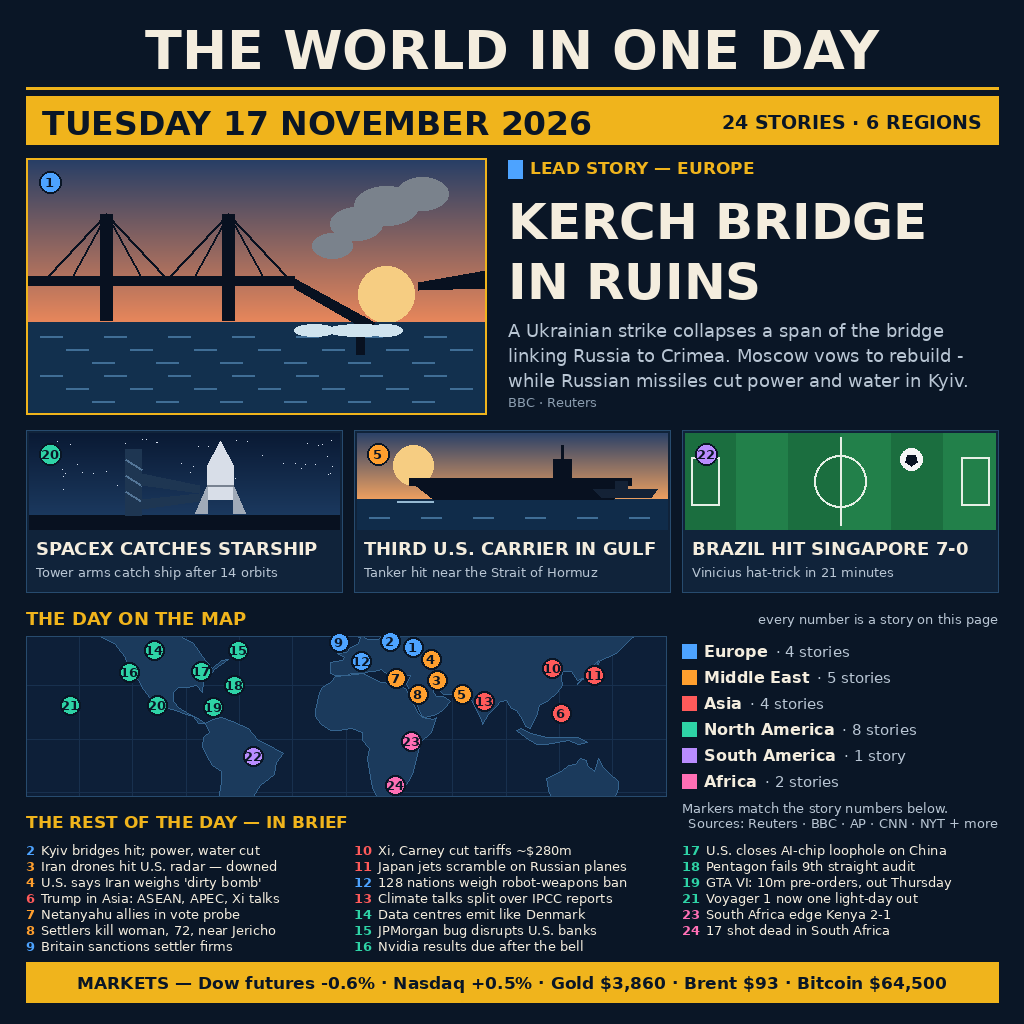 THE WORLD IN ONE DAY
TUESDAY 17 NOVEMBER 2026
24 STORIES · 6 REGIONS
1
LEAD STORY — EUROPE
KERCH BRIDGE
IN RUINS
A Ukrainian strike collapses a span of the bridge
linking Russia to Crimea. Moscow vows to rebuild -
while Russian missiles cut power and water in Kyiv.
BBC · Reuters
20
SPACEX CATCHES STARSHIP
Tower arms catch ship after 14 orbits
5
THIRD U.S. CARRIER IN GULF
Tanker hit near the Strait of Hormuz
22
BRAZIL HIT SINGAPORE 7-0
Vinicius hat-trick in 21 minutes
THE DAY ON THE MAP
every number is a story on this page
9
2
1
14
15
12
4
10
16
17
7
3
11
18
8
5
13
21
20
19
6
23
22
24
Europe · 4 stories
Middle East · 5 stories
Asia · 4 stories
North America · 8 stories
South America · 1 story
Africa · 2 stories
Markers match the story numbers below.
Sources: Reuters · BBC · AP · CNN · NYT + more
THE REST OF THE DAY — IN BRIEF
2 Kyiv bridges hit; power, water cut
3 Iran drones hit U.S. radar — downed
4 U.S. says Iran weighs 'dirty bomb'
6 Trump in Asia: ASEAN, APEC, Xi talks
7 Netanyahu allies in vote probe
8 Settlers kill woman, 72, near Jericho
9 Britain sanctions settler firms
10 Xi, Carney cut tariffs ~$280m
11 Japan jets scramble on Russian planes
12 128 nations weigh robot-weapons ban
13 Climate talks split over IPCC reports
14 Data centres emit like Denmark
15 JPMorgan bug disrupts U.S. banks
16 Nvidia results due after the bell
17 U.S. closes AI-chip loophole on China
18 Pentagon fails 9th straight audit
19 GTA VI: 10m pre-orders, out Thursday
21 Voyager 1 now one light-day out
23 South Africa edge Kenya 2-1
24 17 shot dead in South Africa
MARKETS — Dow futures -0.6% · Nasdaq +0.5% · Gold $3,860 · Brent $93 · Bitcoin $64,500